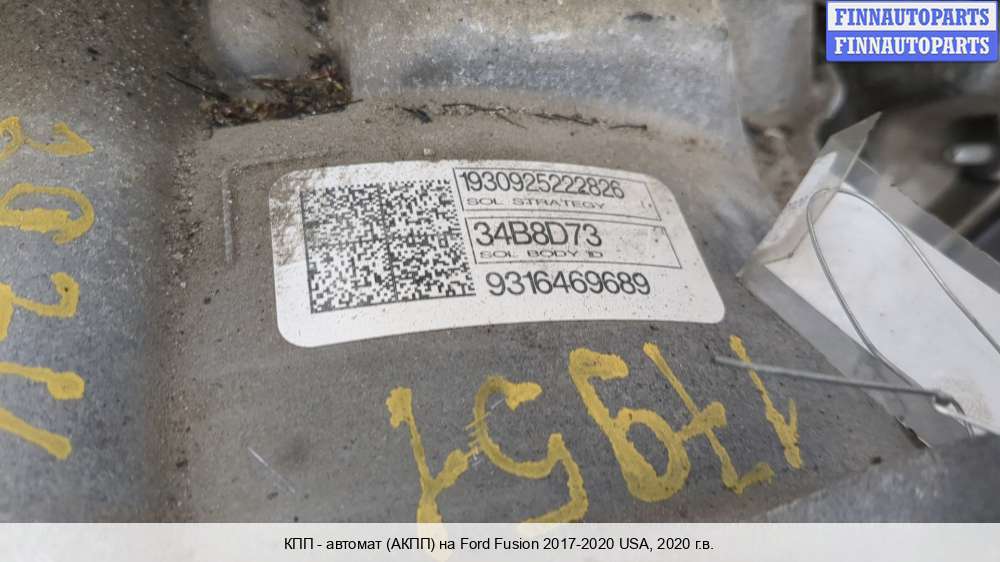 FINNAUTOPARTS
FINNAUTOPARTS
1930925222826
SOL STRATEGY
34B8D73
SOL BODY ID
9316469689
КПП - автомат (АКПП) на Ford Fusion 2017-2020 USA, 2020 г.в.